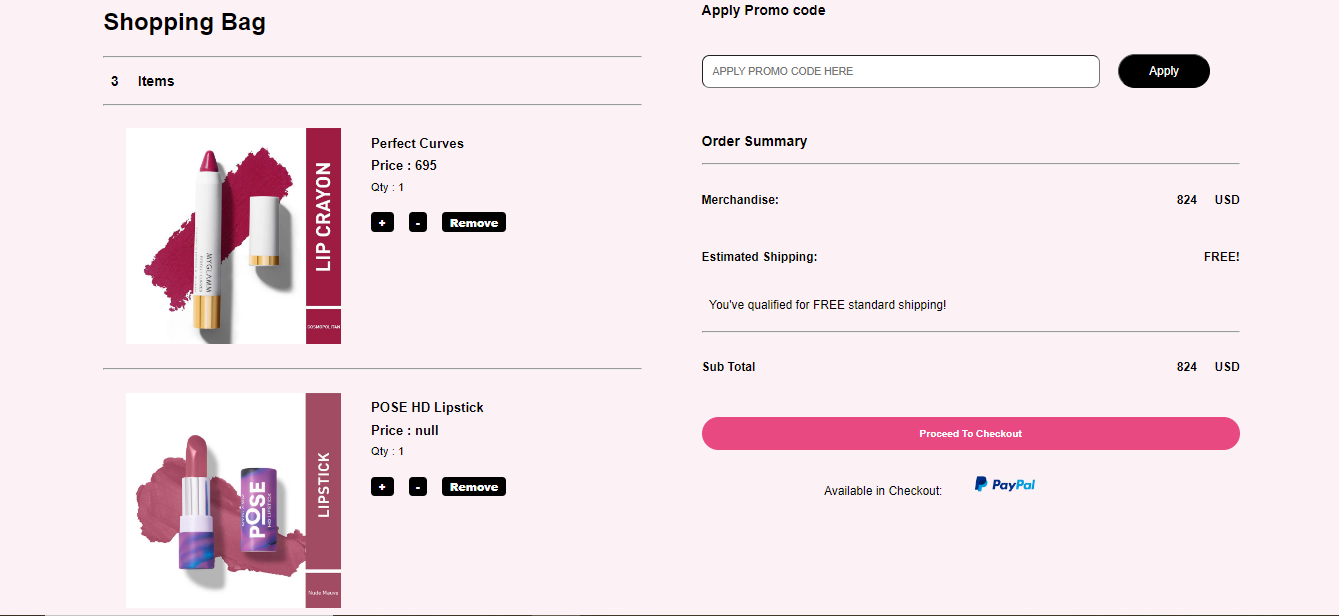 Shopping Bag
3 Items
LIP CRAYON
MYGLAMM
COSMOPOLITAN
Perfect Curves
Price : 695
Qty : 1
+ - Remove
LIPSTICK
POSE
HD LIPSTICK
Nude Mauve
POSE HD Lipstick
Price : null
Qty : 1
+ - Remove
Apply Promo code
APPLY PROMO CODE HERE
Apply
Order Summary
Merchandise: 824 USD
Estimated Shipping: FREE!
You've qualified for FREE standard shipping!
Sub Total 824 USD
Proceed To Checkout
Available in Checkout: PayPal